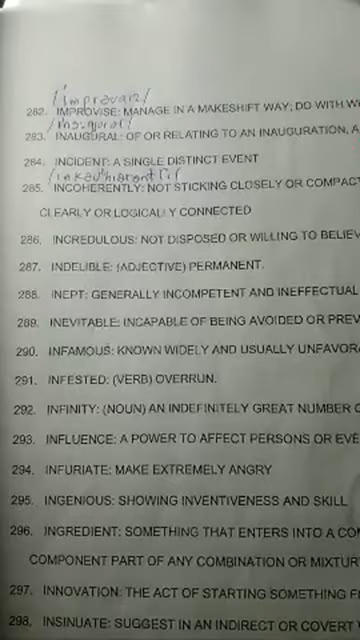 /improvaiz/
282. IMPROVISE: MANAGE IN A MAKESHIFT WAY; DO WITH
283. INAUGURAL: OF OR RELATING TO AN INAUGURATION, A
284. INCIDENT: A SINGLE DISTINCT EVENT
285. INCOHERENTLY: NOT STICKING CLOSELY OR COMPACT
CLEARLY OR LOGICALLY CONNECTED
286. INCREDULOUS: NOT DISPOSED OR WILLING TO BELIEV
287. INDELIBLE: (ADJECTIVE) PERMANENT.
288. INEPT: GENERALLY INCOMPETENT AND INEFFECTUAL
289. INEVITABLE: INCAPABLE OF BEING AVOIDED OR PREV
290. INFAMOUS: KNOWN WIDELY AND USUALLY UNFAVOR
291. INFESTED: (VERB) OVERRUN.
292. INFINITY: (NOUN) AN INDEFINITELY GREAT NUMBER
293. INFLUENCE: A POWER TO AFFECT PERSONS OR EVE
294. INFURIATE: MAKE EXTREMELY ANGRY
295. INGENIOUS: SHOWING INVENTIVENESS AND SKILL
296. INGREDIENT: SOMETHING THAT ENTERS INTO A COM
COMPONENT PART OF ANY COMBINATION OR MIXTUR
297. INNOVATION: THE ACT OF STARTING SOMETHING F
298. INSINUATE: SUGGEST IN AN INDIRECT OR COVERT